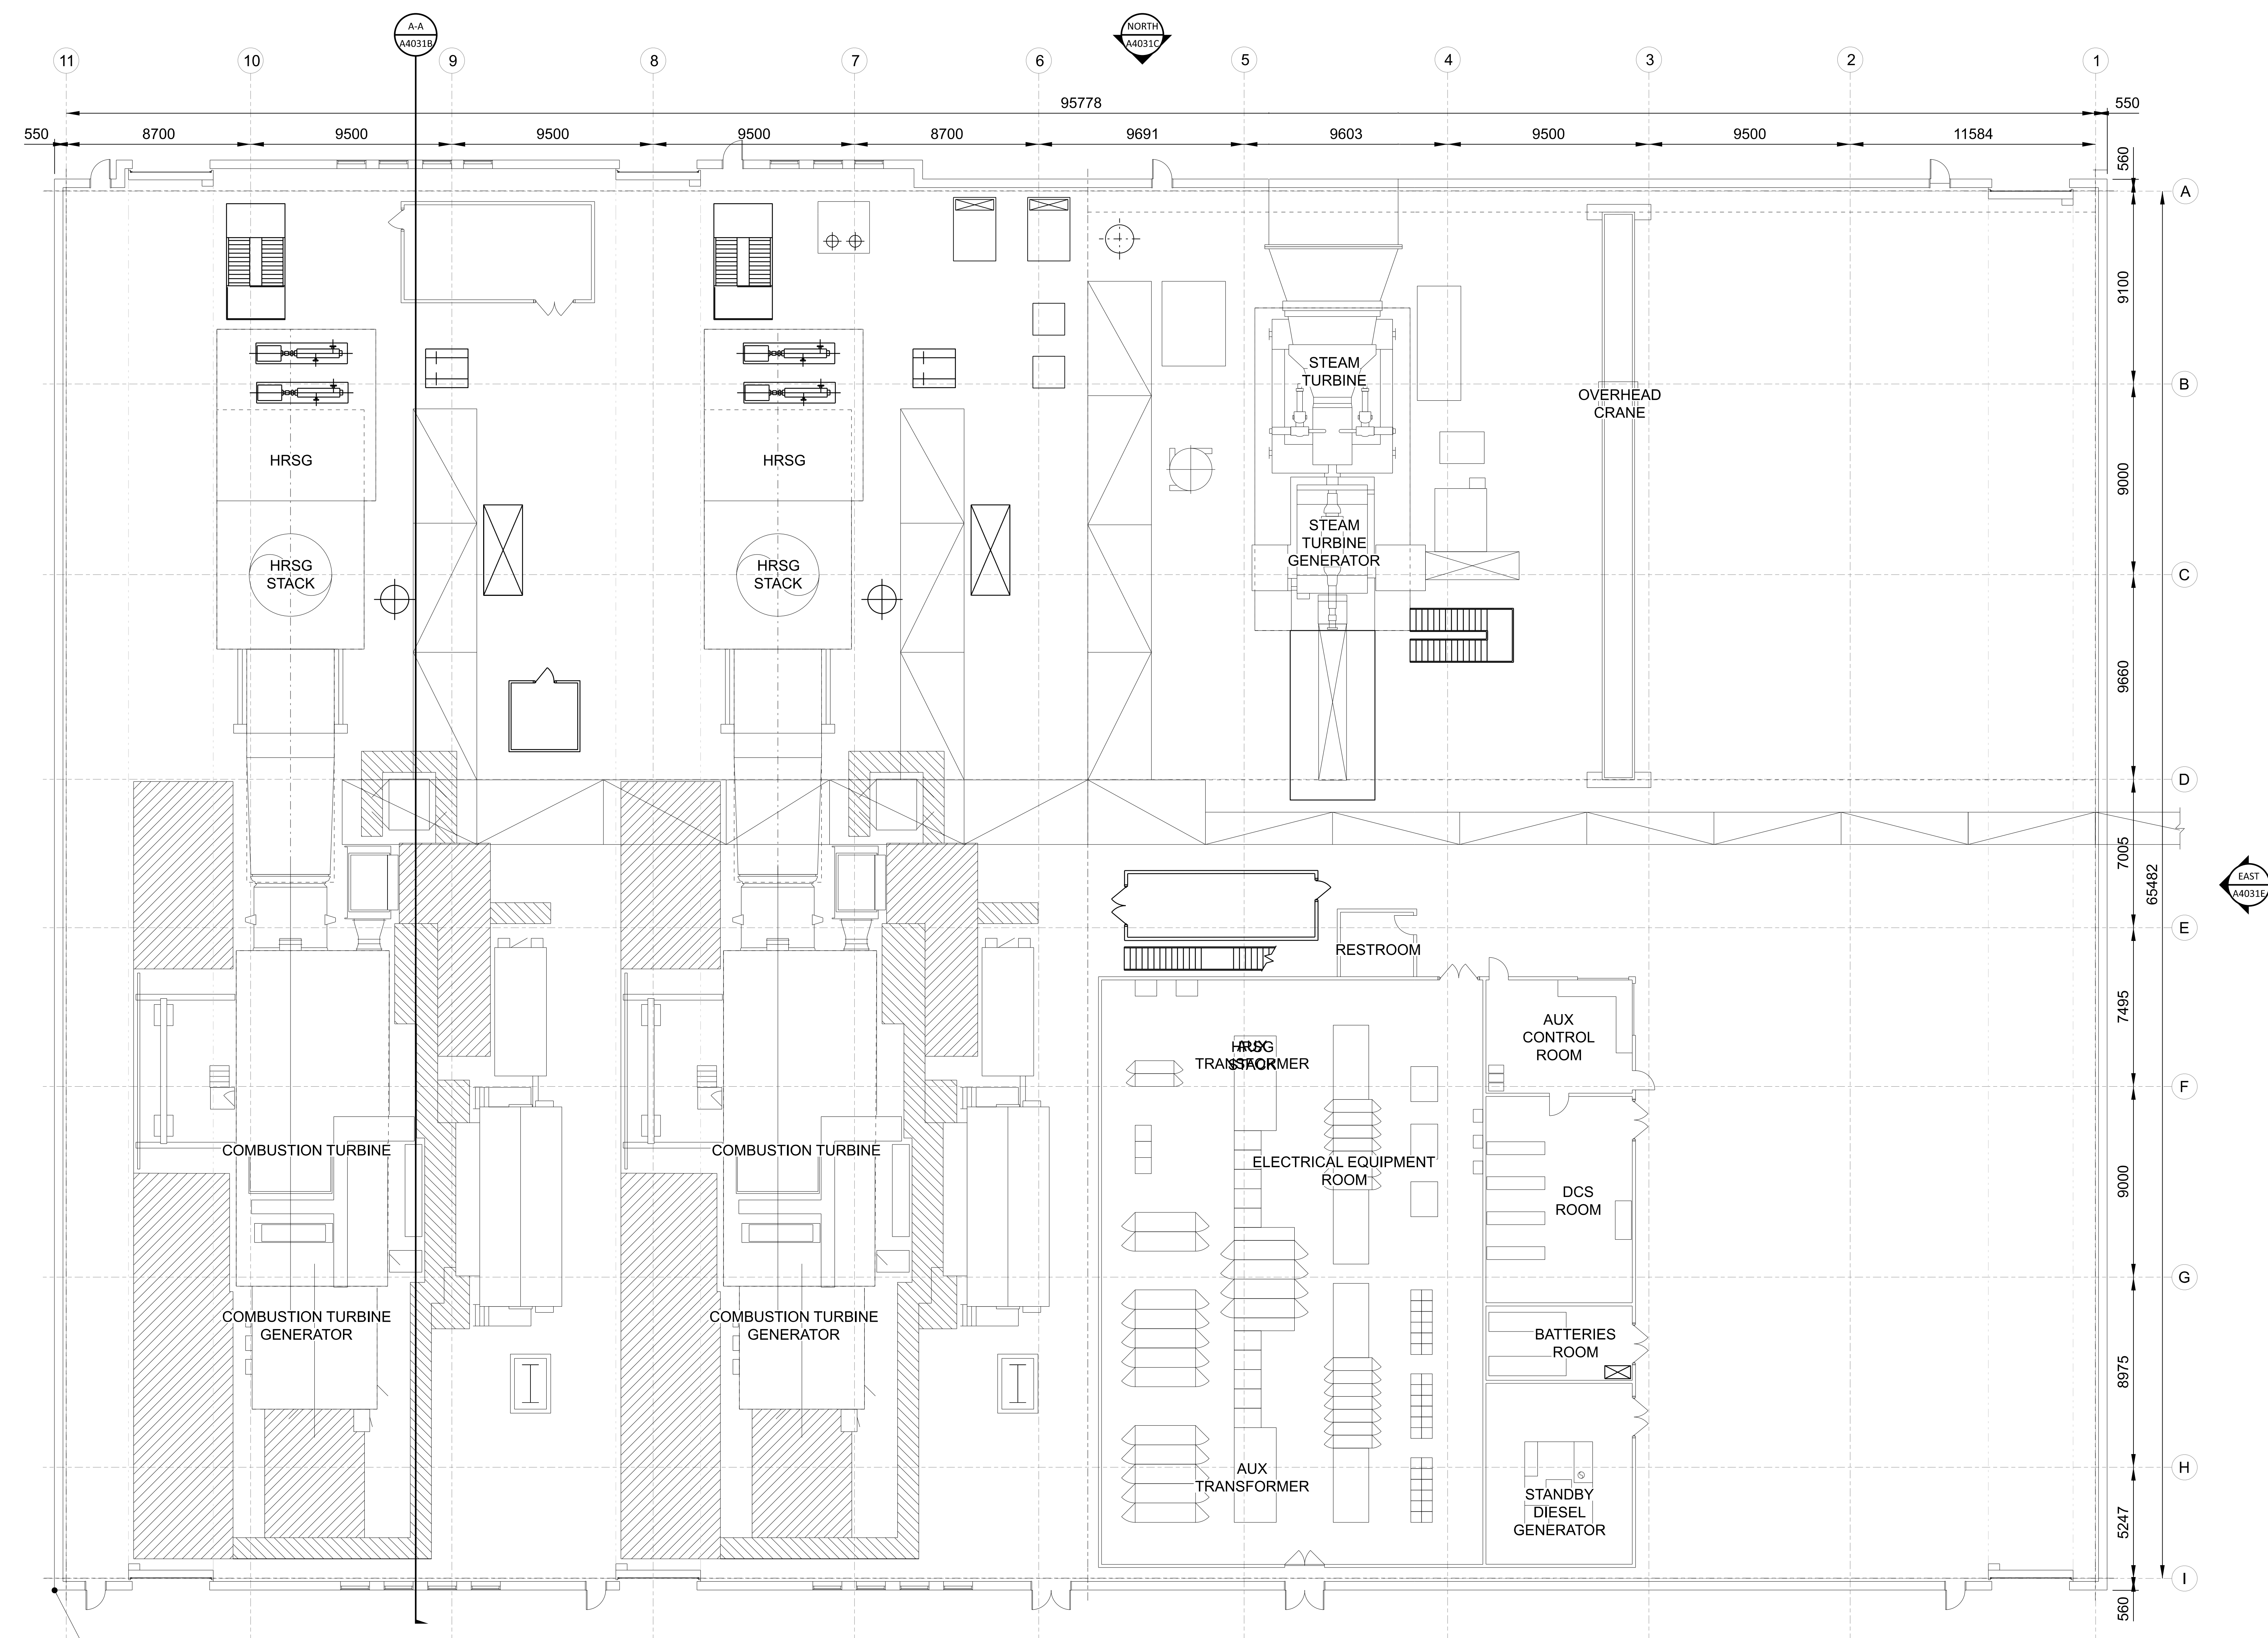 A-A
A4031B
NORTH
A4031C
11
10
9
8
7
6
5
4
3
2
1
95778
550
550
8700
9500
9500
9500
8700
9691
9603
9500
9500
11584
560
A
9100
B
9000
C
9660
D
7005
65482
E
7495
F
9000
G
8975
H
5247
I
560
EAST
A4031E
STEAM
TURBINE
OVERHEAD
CRANE
HRSG
HRSG
STEAM
TURBINE
GENERATOR
HRSG
STACK
HRSG
STACK
RESTROOM
AUX
CONTROL
ROOM
HRSG
STACK
AUX
TRANSFORMER
COMBUSTION TURBINE
COMBUSTION TURBINE
ELECTRICAL EQUIPMENT
ROOM
DCS
ROOM
COMBUSTION TURBINE
GENERATOR
COMBUSTION TURBINE
GENERATOR
BATTERIES
ROOM
AUX
TRANSFORMER
STANDBY
DIESEL
GENERATOR